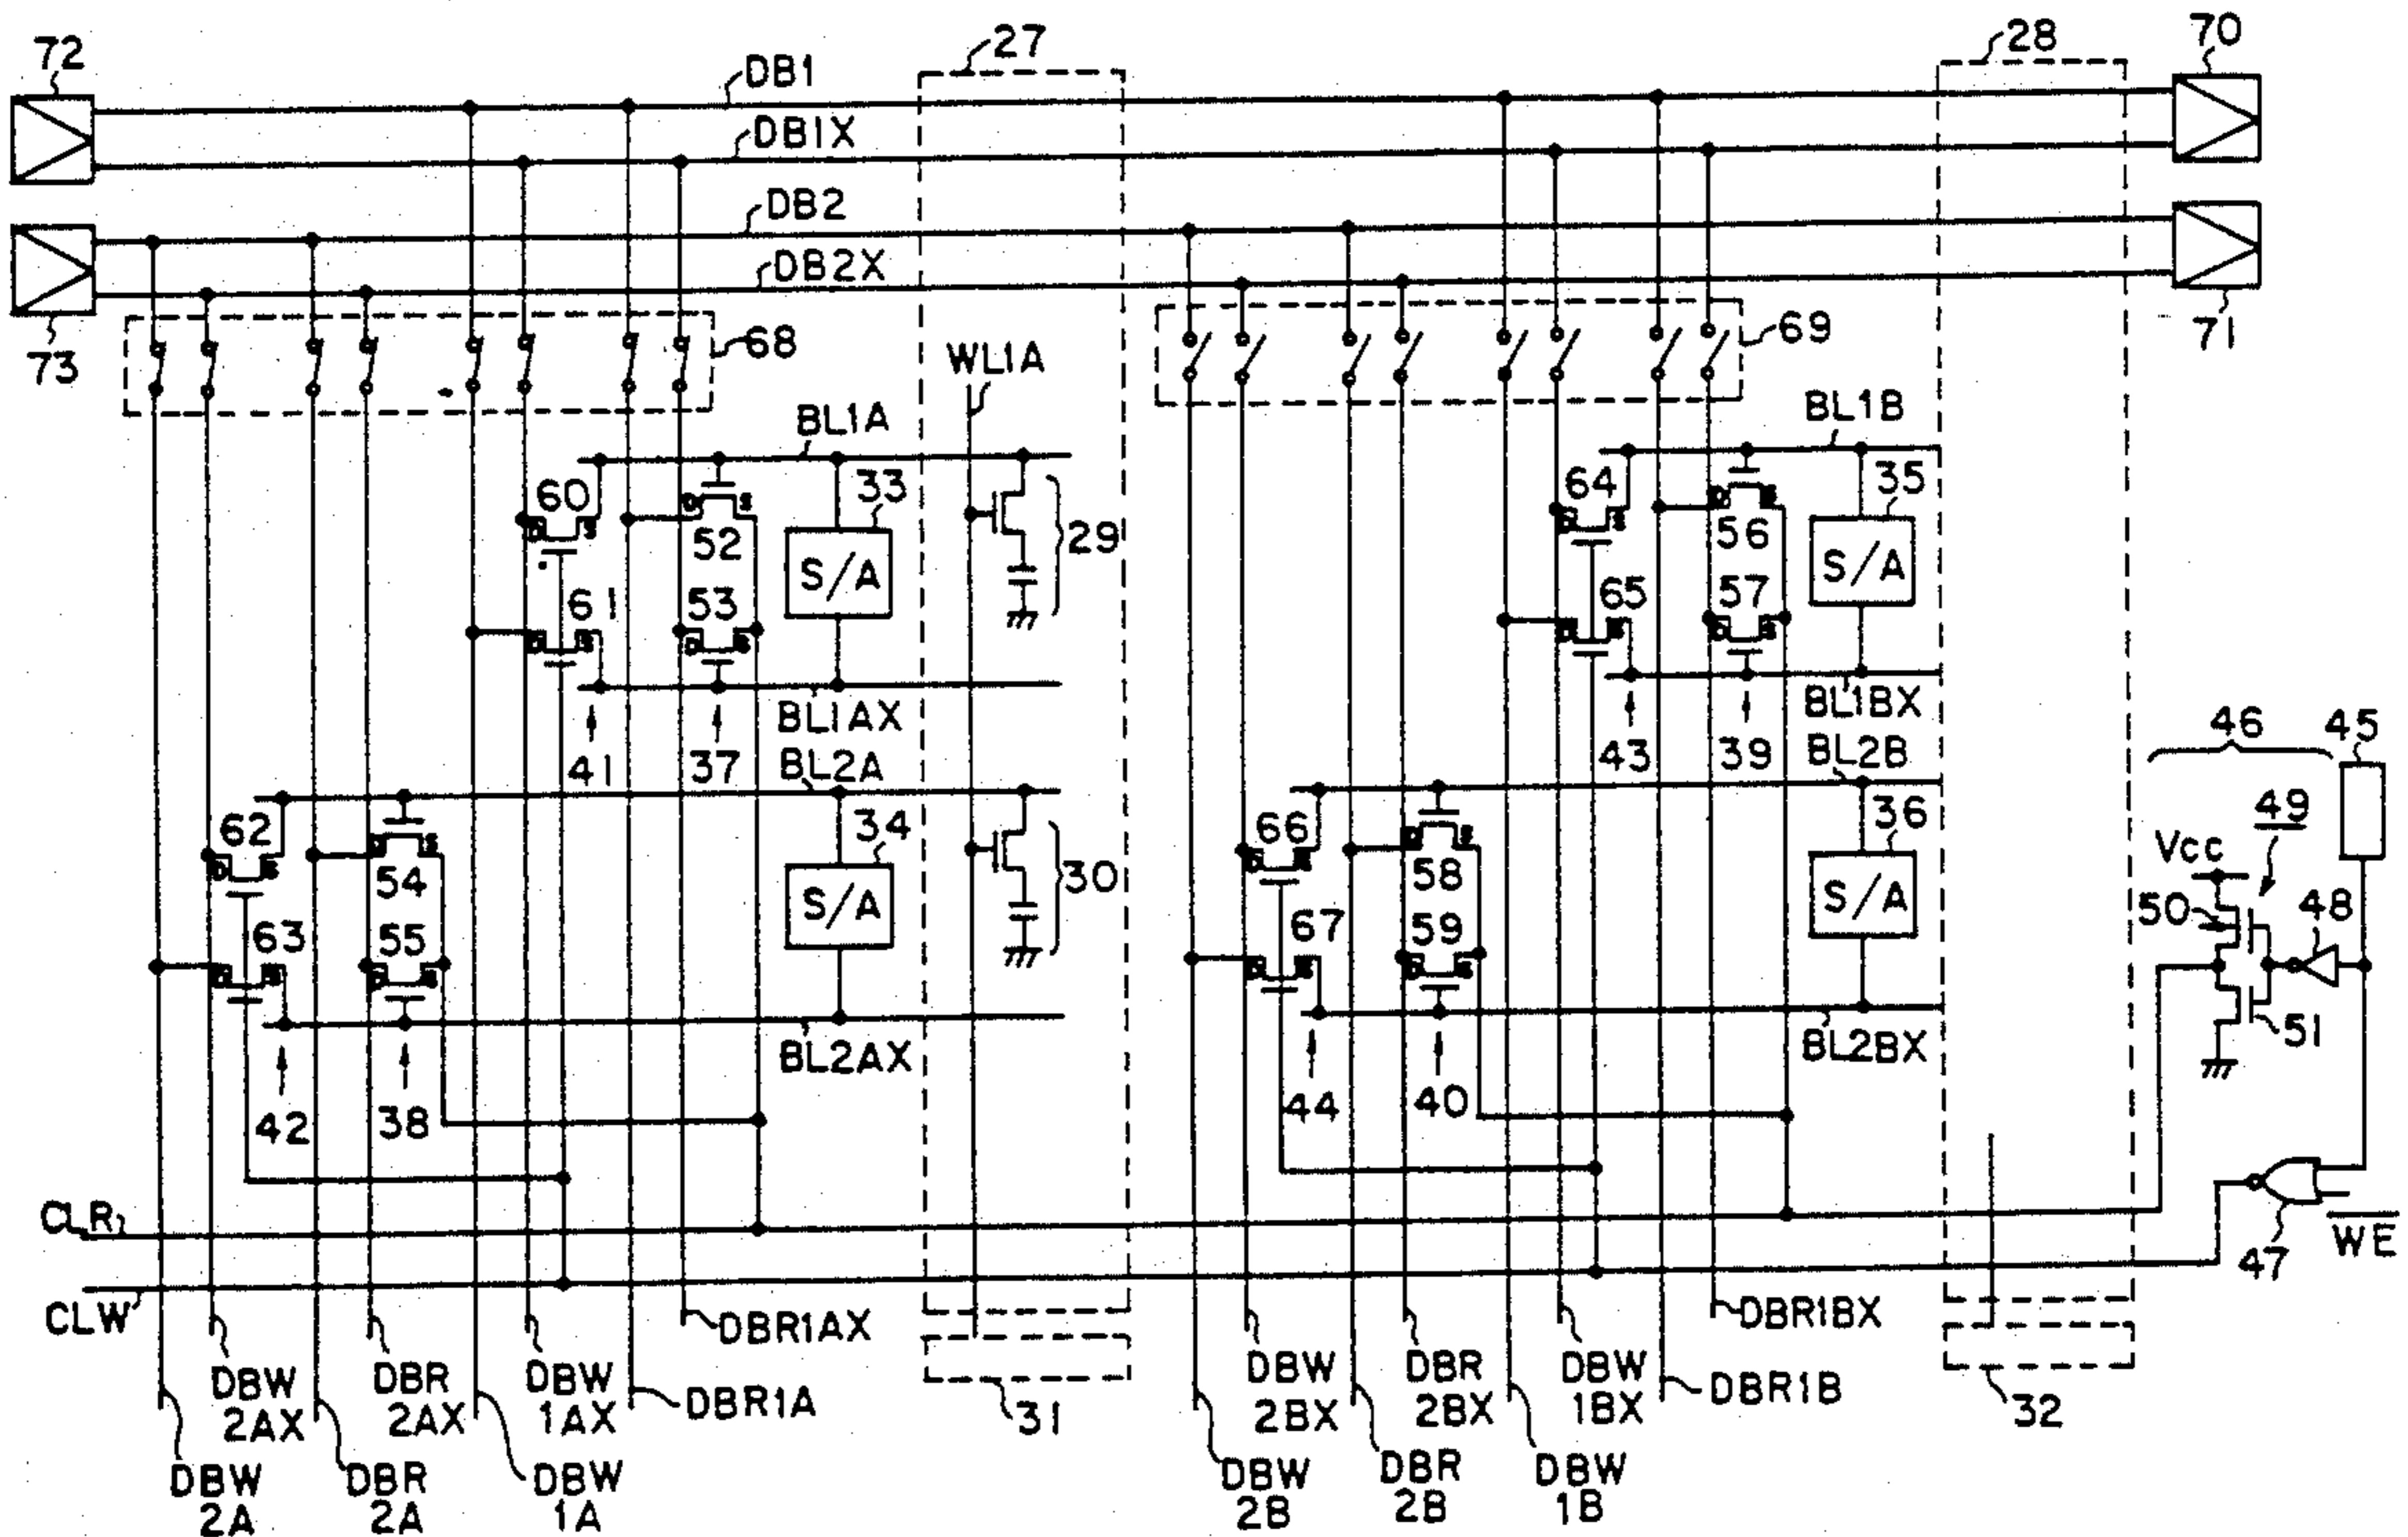 72
27
28
70
DB1
DB1X
DB2
DB2X
73
71
68
69
WL1A
BL1A
BL1B
60
D
S
33
29
64
35
52
56
S/A
S/A
61
53
65
57
BL1AX
BL1BX
46
45
41
37
43
39
BL2A
BL2B
62
34
66
36
49
Vcc
54
30
58
50
48
S/A
S/A
63
55
67
59
51
BL2AX
BL2BX
42
38
44
40
CLR
WE
47
CLW
DBR1AX
DBR1BX
DBW
2AX
DBR
2AX
DBW
1AX
DBR1A
31
DBW
2BX
DBR
2BX
DBW
1BX
DBR1B
32
DBW
2A
DBR
2A
DBW
1A
DBW
2B
DBR
2B
DBW
1B